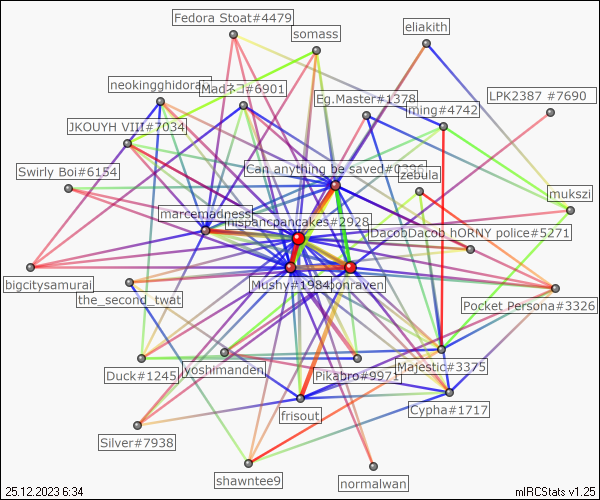 Fedora Stoat#4479
somass
eliakith
neokingghidorah
Madネコ#6901
Eg.Master#1378
LPK2387 #7690
ming#4742
JKOUYH VIII#7034
Can anything be saved#0396
Swirly Boi#6154
zebula
mukszi
marcemadness
hispancpancakes#2928
DacobDacob hORNY police#5271
bigcitysamurai
Mushy#1984
bonraven
the_second_twat
Pocket Persona#3326
Duck#1245
yoshimanden
Pikabro#9971
Majestic#3375
frisout
Cypha#1717
Silver#7938
shawntee9
normalwan
25.12.2023 6:34
mIRCStats v1.25